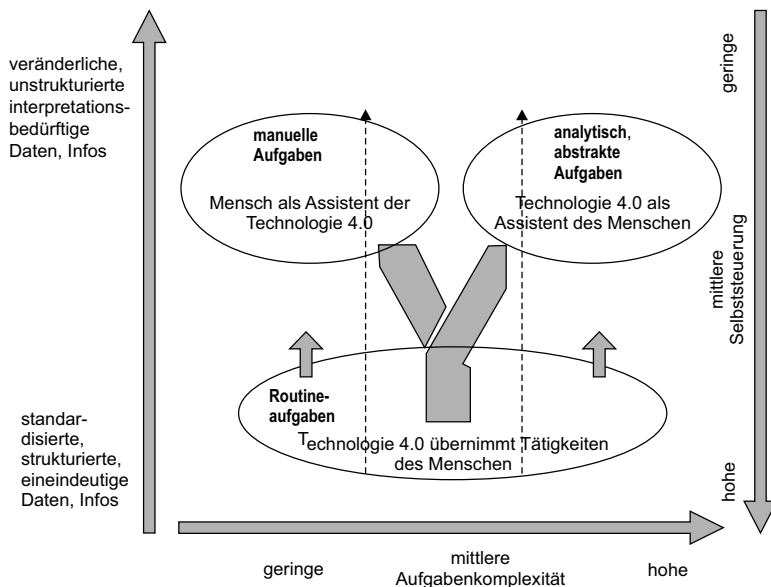 veränderliche,
unstrukturierte
interpretations-
bedürftige
Daten, Infos
manuelle
Aufgaben
Mensch als Assistent der
Technologie 4.0
analytisch,
abstrakte
Aufgaben
Technologie 4.0 als
Assistent des Menschen
geringe
mittlere
Selbststeuerung
hohe
Routine-
aufgaben
Technologie 4.0 übernimmt Tätigkeiten
des Menschen
standar-
disierte,
strukturierte,
eineindeutige
Daten, Infos
geringe
mittlere
Aufgabenkomplexität
hohe